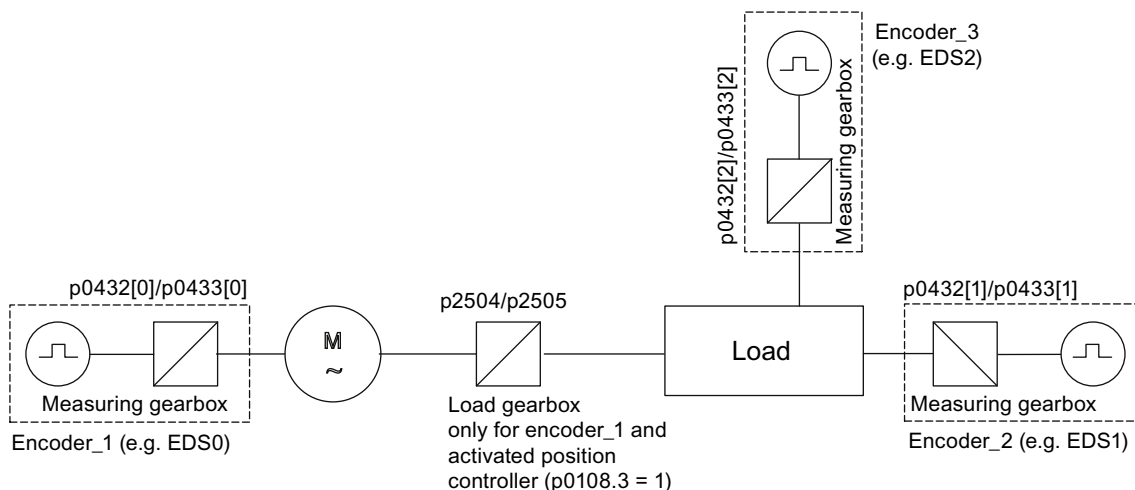 Encoder_3
(e.g. EDS2)
p0432[2]/p0433[2]
Measuring gearbox
p0432[0]/p0433[0]
Measuring gearbox
Encoder_1 (e.g. EDS0)
M
~
p2504/p2505
Load gearbox
only for encoder_1 and
activated position
controller (p0108.3 = 1)
Load
p0432[1]/p0433[1]
Measuring gearbox
Encoder_2 (e.g. EDS1)